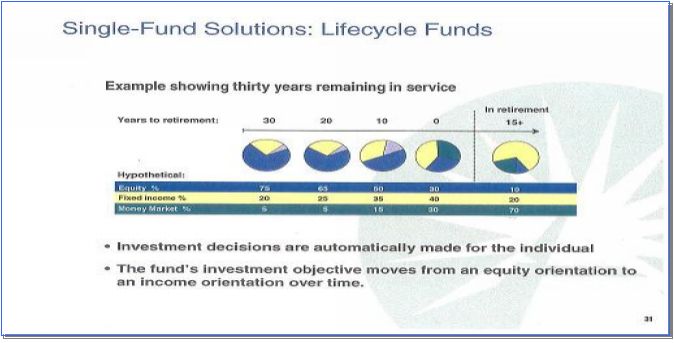 Single-Fund Solutions: Lifecycle Funds
Example showing thirty years remaining in service
In retirement
Years to retirement: 30 20 10 0 15+
Hypothetical:
Equity % 75 65 50 30 10
Fixed income % 20 25 35 40 20
Money Market % 5 5 15 30 70
• Investment decisions are automatically made for the individual
• The fund's investment objective moves from an equity orientation to
an income orientation over time.
31